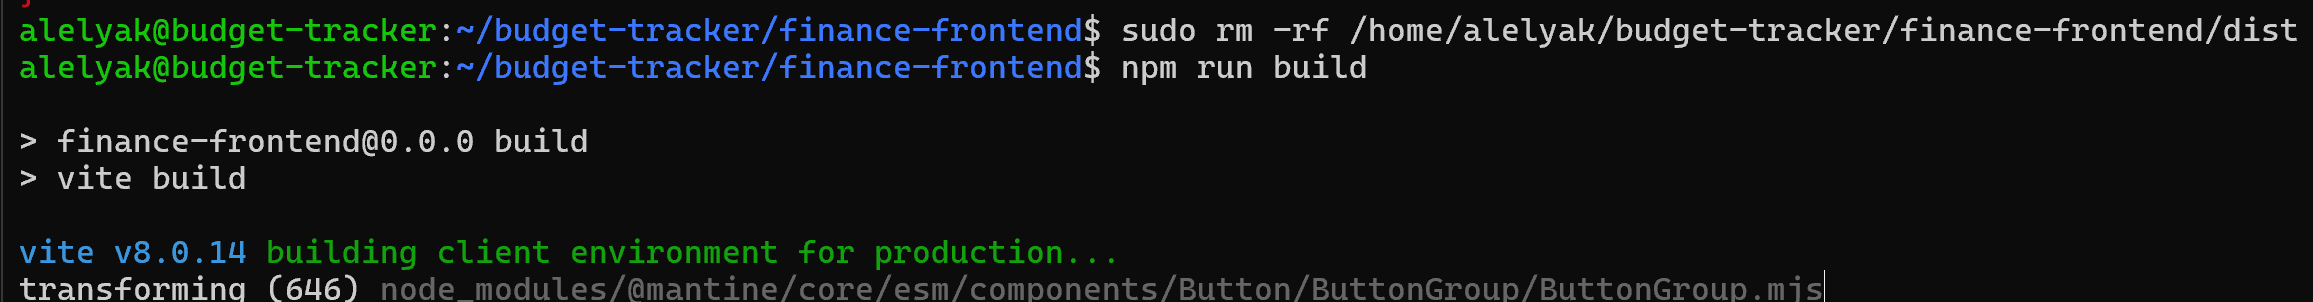 alelyak@budget-tracker:~/budget-tracker/finance-frontend$ sudo rm -rf /home/alelyak/budget-tracker/finance-frontend/dist
alelyak@budget-tracker:~/budget-tracker/finance-frontend$ npm run build
> finance-frontend@0.0.0 build
> vite build
vite v8.0.14 building client environment for production...
transforming (646) node_modules/@mantine/core/esm/components/Button/ButtonGroup/ButtonGroup.mjs